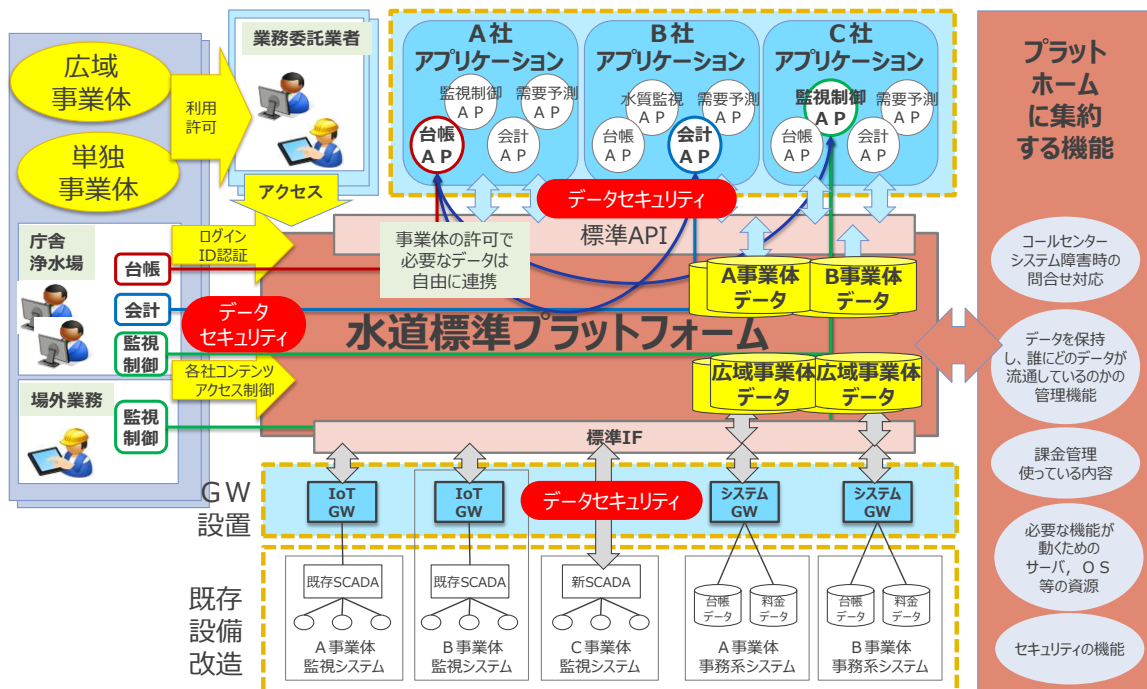 広域
事業体
単独
事業体
利用
許可
業務委託業者
アクセス
庁舎
浄水場
台帳
会計
監視
制御
場外業務
監視
制御
ログイン
ID認証
データ
セキュリティ
各社コンテンツ
アクセス制御
A社
アプリケーション
監視制御
AP
需要予測
AP
台帳
AP
会計
AP
B社
アプリケーション
水質監視
AP
需要予測
AP
台帳
AP
会計
AP
C社
アプリケーション
監視制御
AP
需要予測
AP
台帳
AP
会計
AP
データセキュリティ
標準API
事業体の許可で
必要なデータは
自由に連携
A事業体
データ
B事業体
データ
水道標準プラットフォーム
広域事業体
データ
広域事業体
データ
標準IF
GW
設置
IoT
GW
IoT
GW
データセキュリティ
システム
GW
システム
GW
既存
設備
改造
既存SCADA
A事業体
監視システム
既存SCADA
B事業体
監視システム
新SCADA
C事業体
監視システム
台帳
データ
料金
データ
A事業体
事務系システム
台帳
データ
料金
データ
B事業体
事務系システム
プラット
ホーム
に集約
する機能
コールセンター
システム障害時の
問合せ対応
データを保持
し、誰にどのデータが
流通しているのかの
管理機能
課金管理
使っている内容
必要な機能が
動くための
サーバ，OS
等の資源
セキュリティの機能